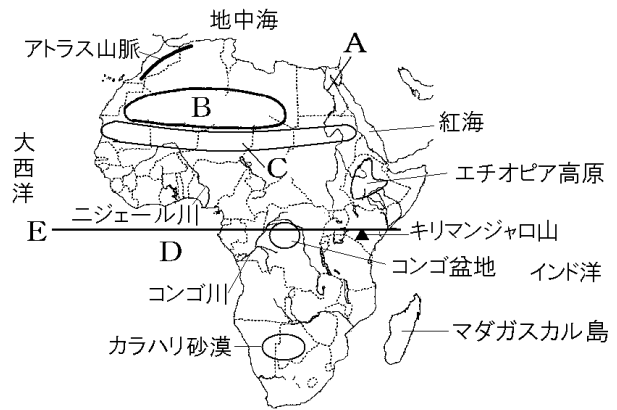 地中海
アトラス山脈
A
B
紅海
大西洋
C
エチオピア高原
ニジェール川
E
D
キリマンジャロ山
コンゴ盆地
インド洋
コンゴ川
マダガスカル島
カラハリ砂漠